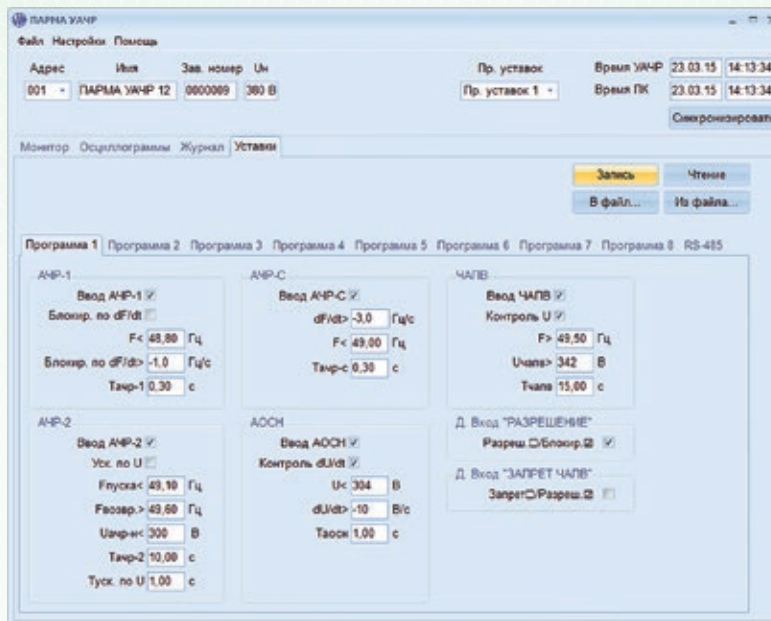 ПАРМА УАЧР
Файл Настройки Помощь
Адрес Имя Зав. номер Uн Пр. уставок Время УАЧР 23.03.15 14:13:34
001 ПАРМА УАЧР 12 0000009 380 В Пр. уставок 1 Время ПК 23.03.15 14:13:34
Синхронизировать
Монитор Осциллограммы Журнал Уставки
Запись Чтение
В файл... Из файла...
Программа 1 Программа 2 Программа 3 Программа 4 Программа 5 Программа 6 Программа 7 Программа 8 RS-485
АЧР-1
Ввод АЧР-1
Блокир. по dF/dt
F< 48,80 Гц
Блокир. по dF/dt> -1,0 Гц/с
Тачр-1 0,30 с
АЧР-С
Ввод АЧР-С
dF/dt> -3,0 Гц/с
F< 49,00 Гц
Тачр-с 0,30 с
ЧАПВ
Ввод ЧАПВ
Контроль U
F> 49,50 Гц
Uчапв> 342 В
Тчапв 15,00 с
АЧР-2
Ввод АЧР-2
Уск. по U
Fпуска< 49,10 Гц
Fвозвр.> 49,60 Гц
Uачр-н< 300 В
Тачр-2 10,00 с
Туск. по U 1,00 с
АОСН
Ввод АОСН
Контроль dU/dt
U< 304 В
dU/dt> -10 В/с
Таосн 1,00 с
Д. Вход "РАЗРЕШЕНИЕ"
Разреш.☐/Блокир.☑
Д. Вход "ЗАПРЕТ ЧАПВ"
Запрет☐/Разреш.☑